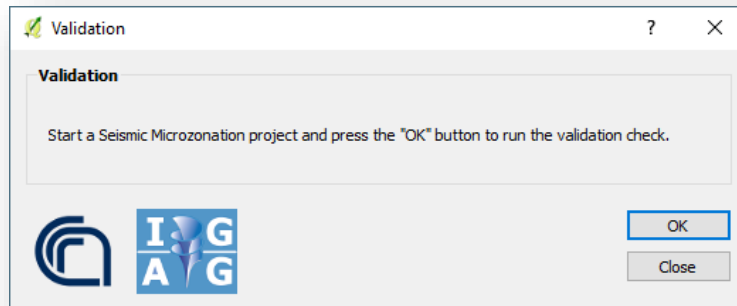 Validation
?
Validation
Start a Seismic Microzonation project and press the "OK" button to run the validation check.
I G
A G
OK
Close